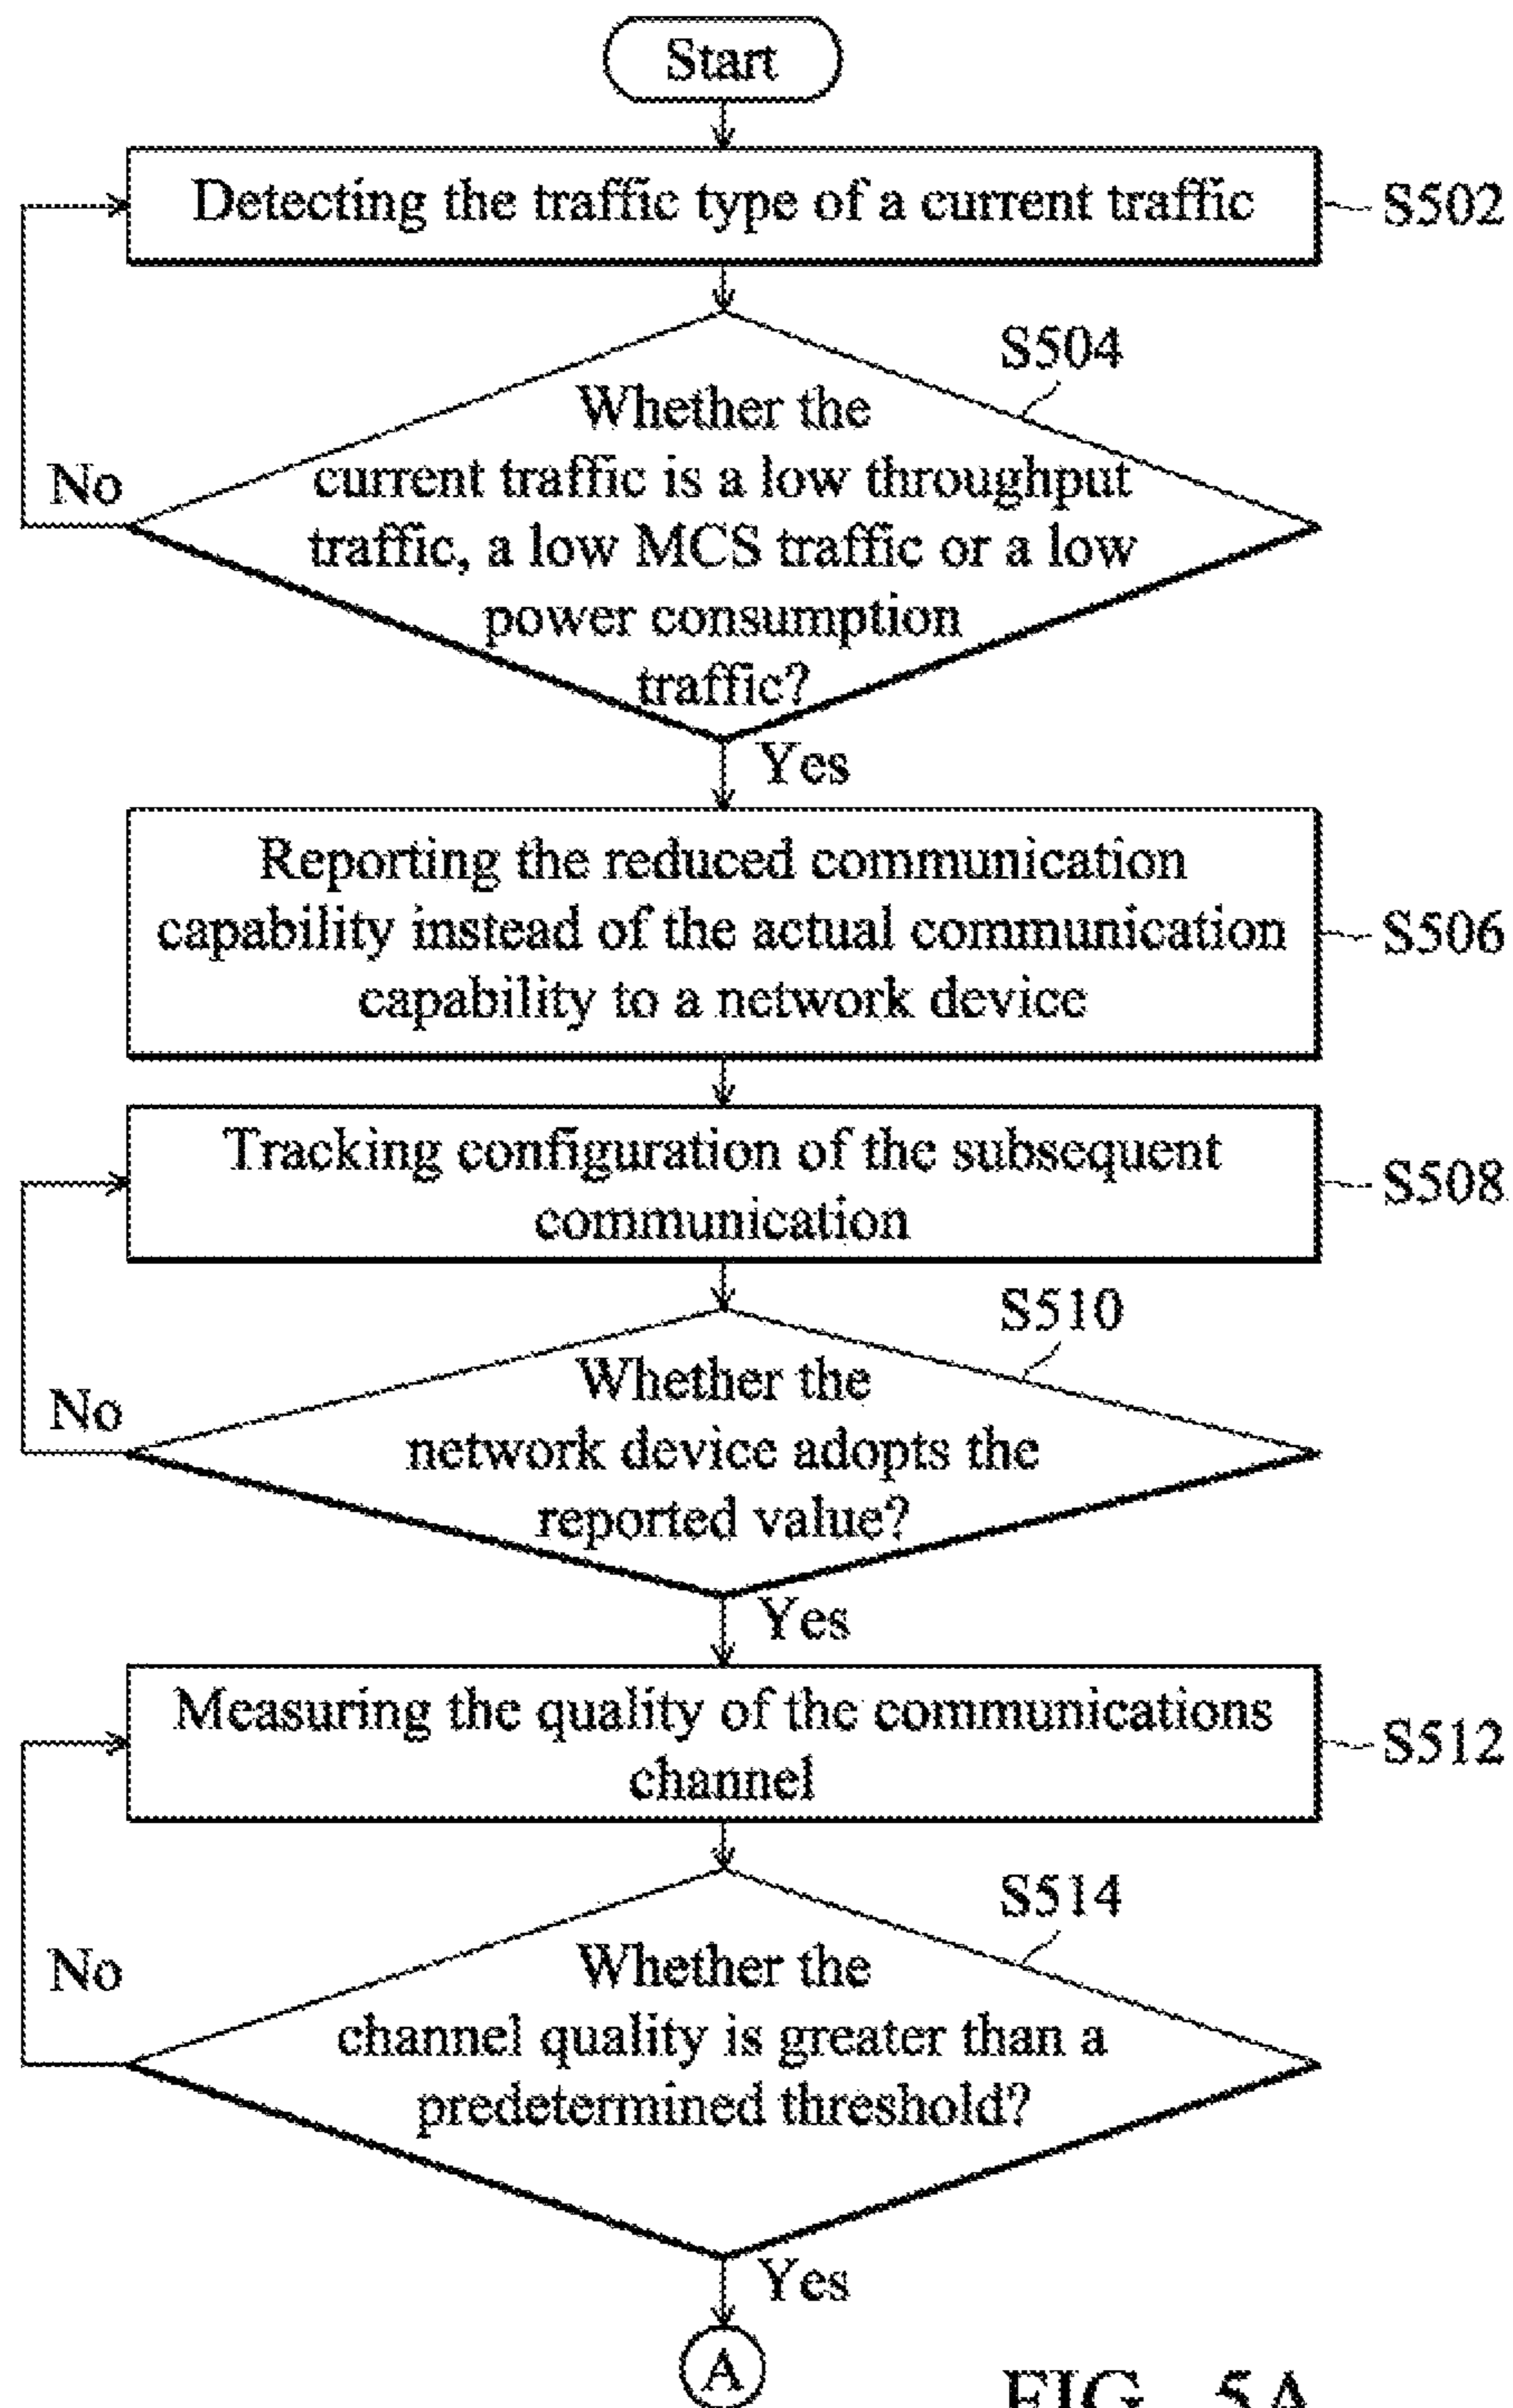 Start
Detecting the traffic type of a current traffic
S502
S504
Whether the
current traffic is a low throughput
traffic, a low MCS traffic or a low
power consumption
traffic?
No
Yes
Reporting the reduced communication
capability instead of the actual communication
capability to a network device
S506
Tracking configuration of the subsequent
communication
S508
S510
Whether the
network device adopts the
reported value?
No
Yes
Measuring the quality of the communications
channel
S512
S514
Whether the
channel quality is greater than a
predetermined threshold?
No
Yes
A
FIG. 5A